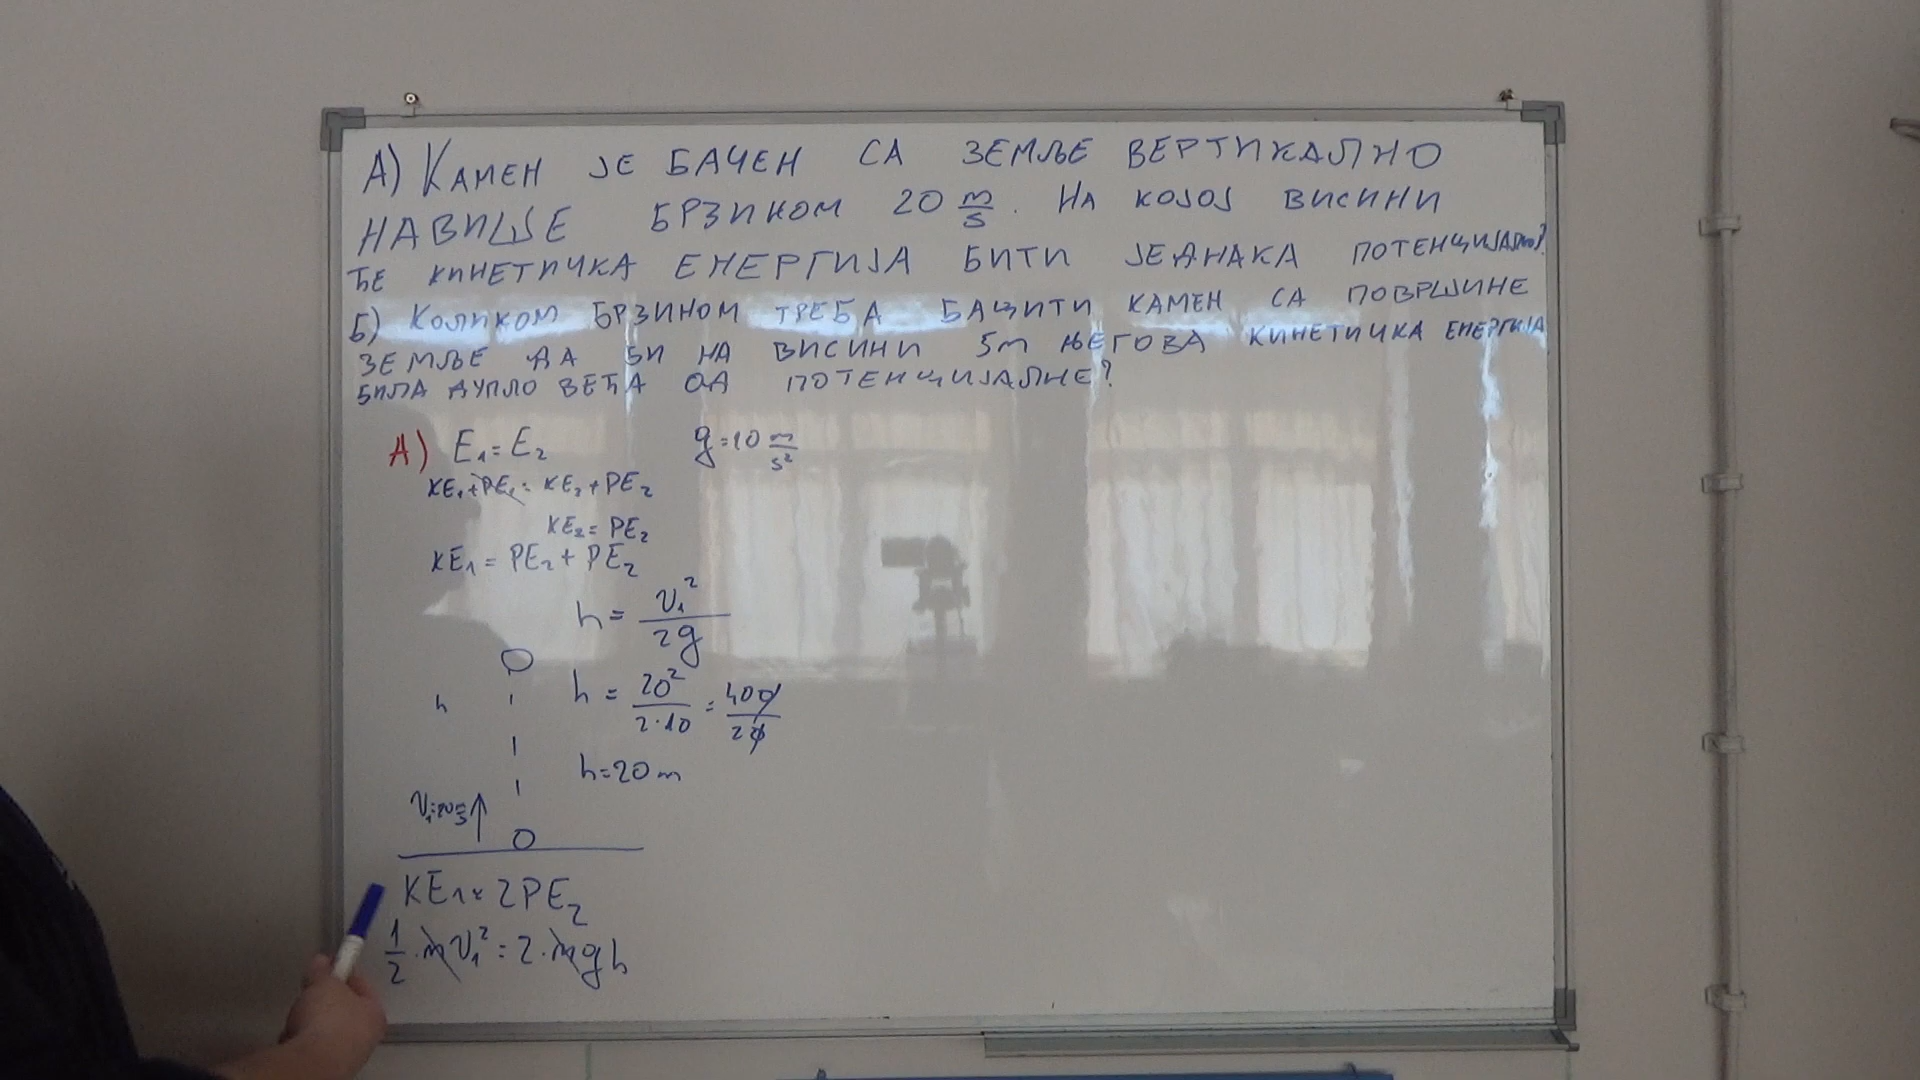 А) КАМЕН ЈЕ БАЧЕН СА ЗЕМЉЕ ВЕРТИКАЛНО
НАВИШЕ БРЗИНОМ 20 m/s. НА КОЈОЈ ВИСИНИ
ЋЕ КИНЕТИЧКА ЕНЕРГИЈА БИТИ ЈЕДНАКА ПОТЕНЦИЈАЛНОЈ?
Б) КОЛИКОМ БРЗИНОМ ТРЕБА БАЦИТИ КАМЕН СА ПОВРШИНЕ
ЗЕМЉЕ ДА БИ НА ВИСИНИ 5m ЊЕГОВА КИНЕТИЧКА ЕНЕРГИЈА
БИЛА ДУПЛО ВЕЋА ОД ПОТЕНЦИЈАЛНЕ?
А) E₁ = E₂ g = 10 m/s²
KE₁ + PE₁ = KE₂ + PE₂
KE₂ = PE₂
KE₁ = PE₂ + PE₂
h = v₁²/2g
h h = 20²/2·10 = 400/20
h = 20 m
v₁=20 m/s
KE₁ = 2PE₂
1/2 · m v₁² = 2 · m g h